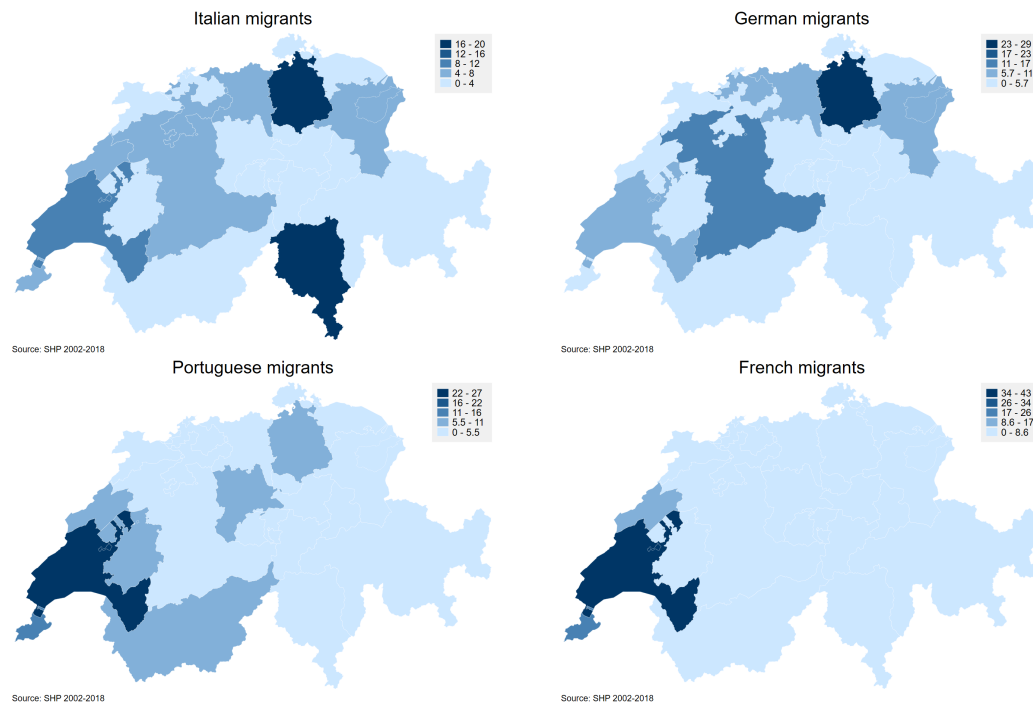 Italian migrants
16 - 20
12 - 16
8 - 12
4 - 8
0 - 4
Source: SHP 2002-2018
German migrants
23 - 29
17 - 23
11 - 17
5.7 - 11
0 - 5.7
Source: SHP 2002-2018
Portuguese migrants
22 - 27
16 - 22
11 - 16
5.5 - 11
0 - 5.5
Source: SHP 2002-2018
French migrants
34 - 43
26 - 34
17 - 26
8.6 - 17
0 - 8.6
Source: SHP 2002-2018